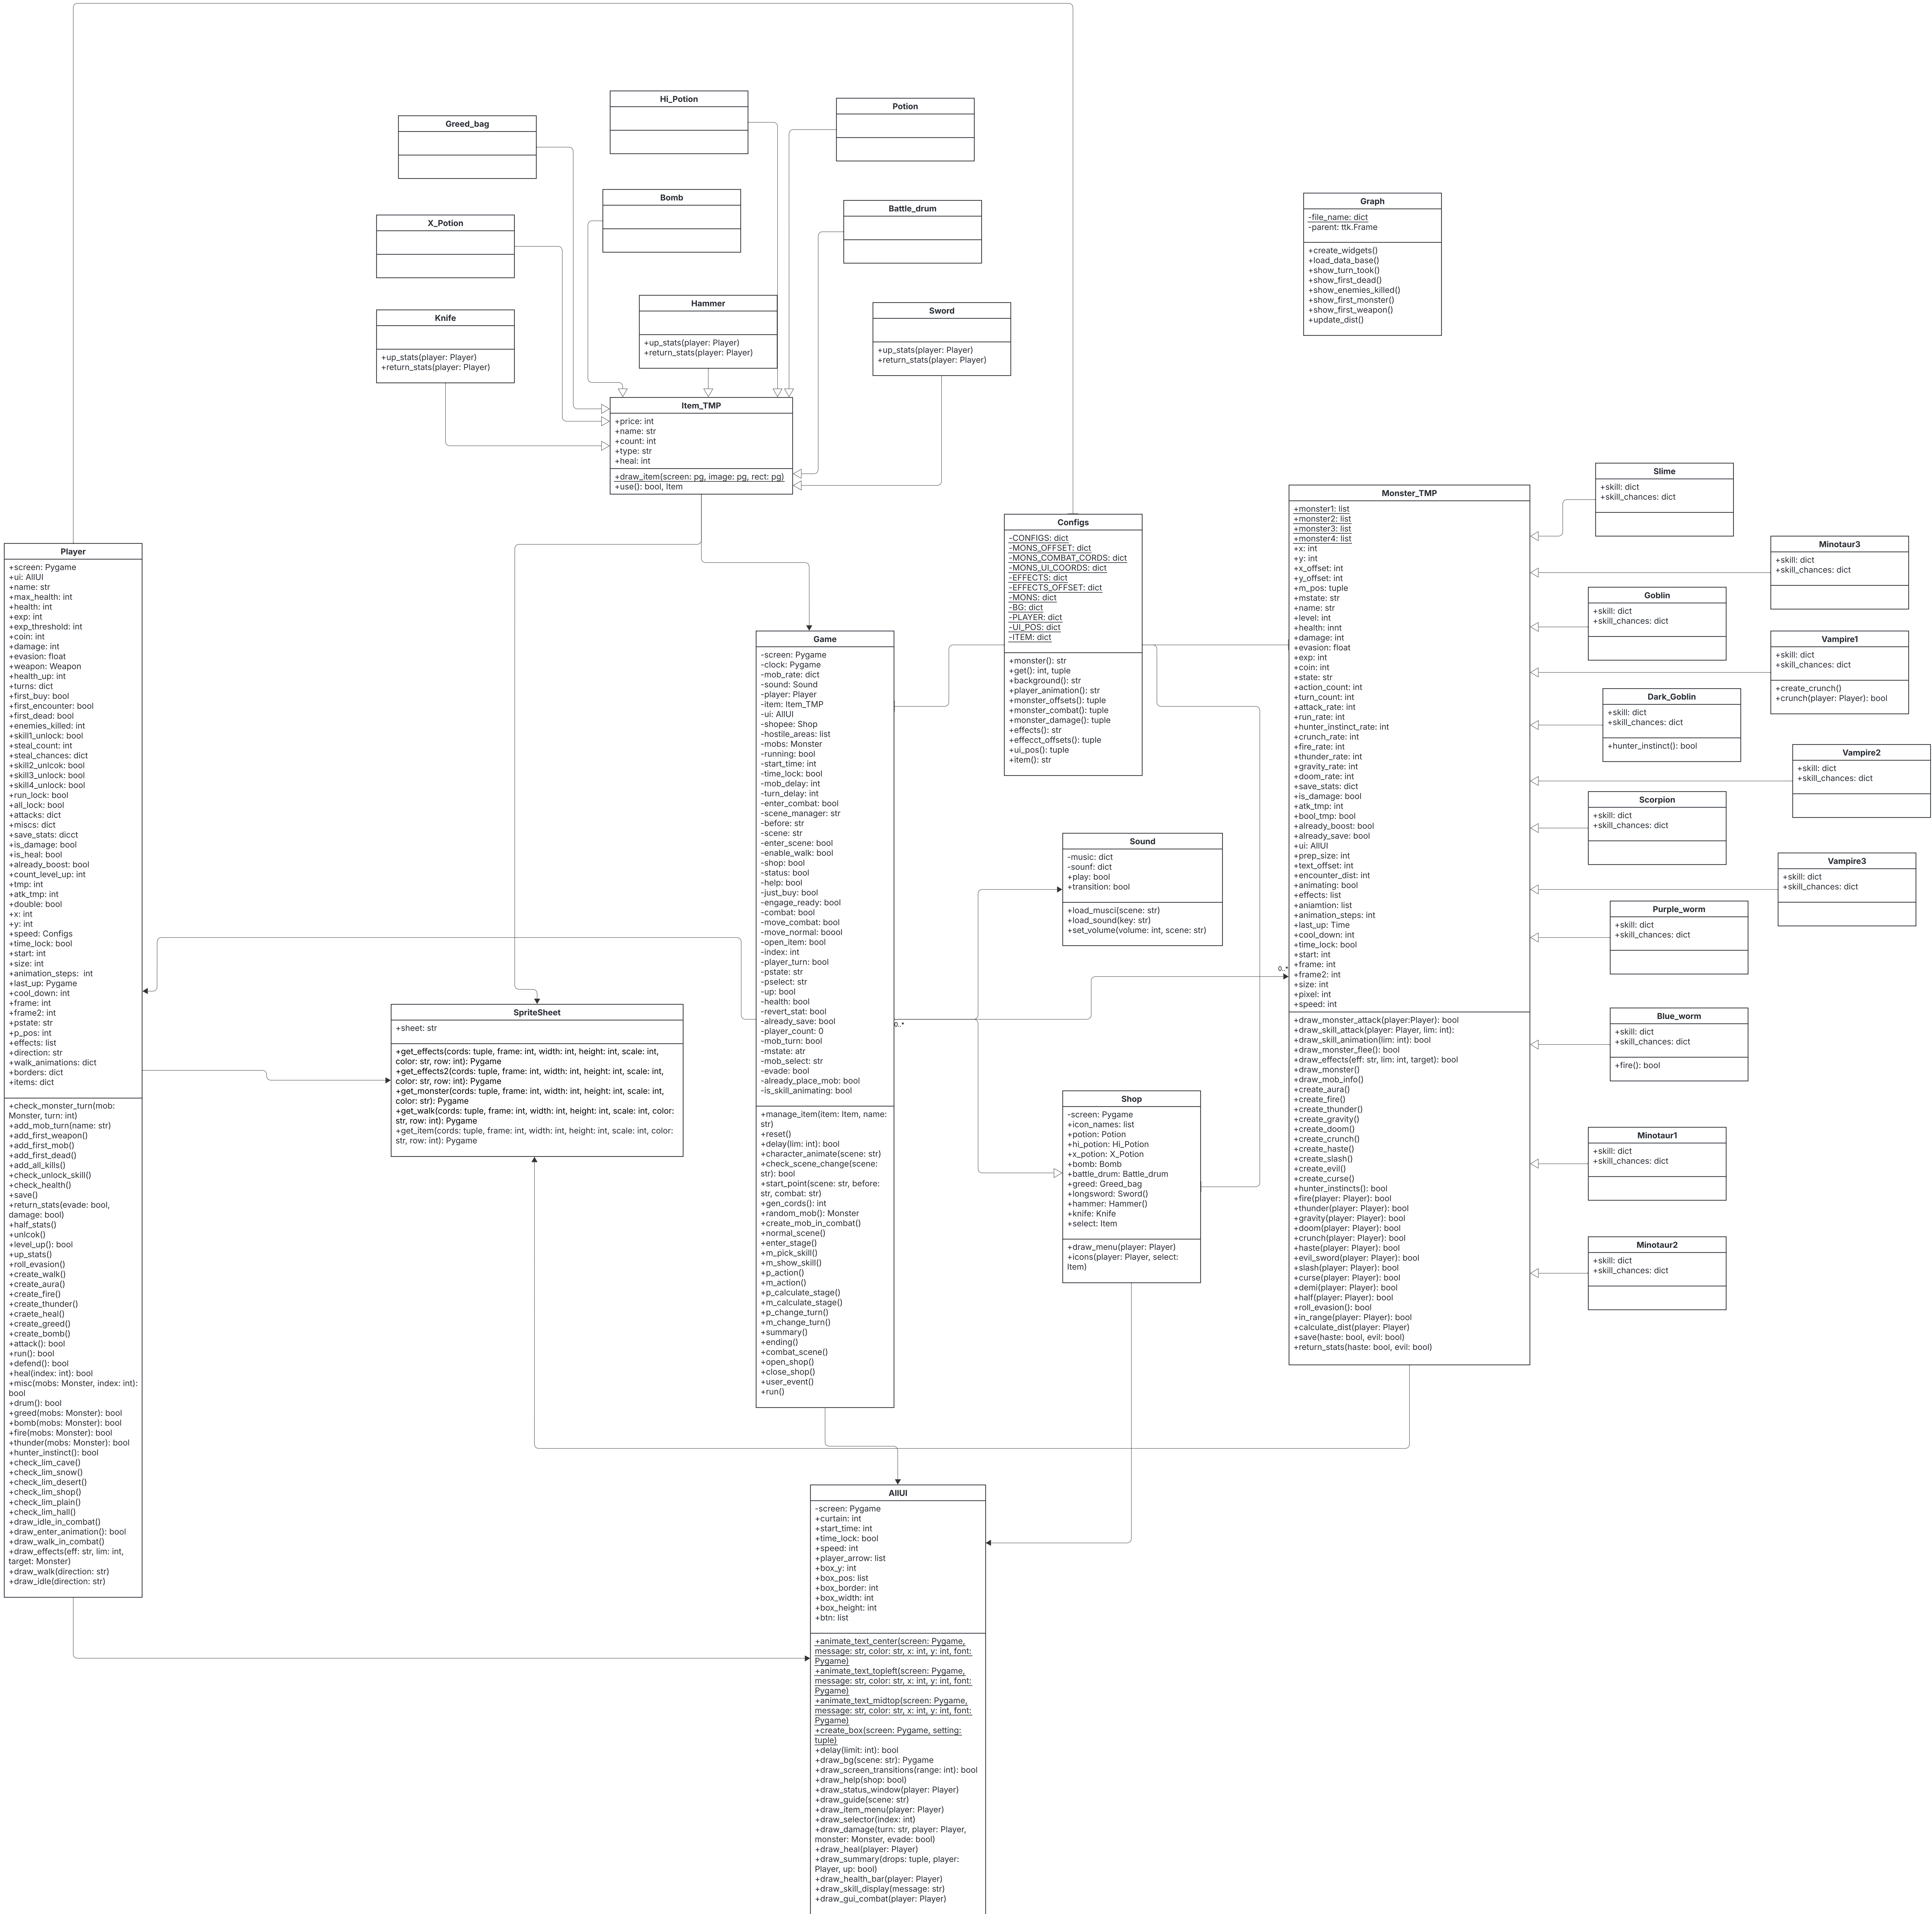 Hi_Potion
Potion
Greed_bag
Bomb
Battle_drum
X_Potion
Graph
-file_name: dict
-parent: ttk.Frame
+create_widgets()
+load_data_base()
+show_turn_took()
+show_first_dead()
+show_enemies_killed()
+show_first_monster()
+show_first_weapon()
+update_dist()
Hammer
+up_stats(player: Player)
+return_stats(player: Player)
Sword
+up_stats(player: Player)
+return_stats(player: Player)
Knife
+up_stats(player: Player)
+return_stats(player: Player)
Item_TMP
+price: int
+name: str
+count: int
+type: str
+heal: int
+draw_item(screen: pg, image: pg, rect: pg)
+use(): bool, Item
Player
+screen: Pygame
+ui: AllUI
+name: str
+max_health: int
+health: int
+exp: int
+exp_threshold: int
+coin: int
+damage: int
+evasion: float
+weapon: Weapon
+health_up: int
+turns: dict
+first_buy: bool
+first_encounter: bool
+first_dead: bool
+enemies_killed: int
+skill1_unlock: bool
+steal_count: int
+steal_chances: dict
+skill2_unlcok: bool
+skill3_unlock: bool
+skill4_unlock: bool
+run_lock: bool
+all_lock: bool
+attacks: dict
+miscs: dict
+save_stats: dicct
+is_damage: bool
+is_heal: bool
+already_boost: bool
+count_level_up: int
+tmp: int
+atk_tmp: int
+double: bool
+x: int
+y: int
+speed: Configs
+time_lock: bool
+start: int
+size: int
+animation_steps:  int
+last_up: Pygame
+cool_down: int
+frame: int
+frame2: int
+pstate: str
+p_pos: int
+effects: list
+direction: str
+walk_animations: dict
+borders: dict
+items: dict
+check_monster_turn(mob:
Monster, turn: int)
+add_mob_turn(name: str)
+add_first_weapon()
+add_first_mob()
+add_first_dead()
+add_all_kills()
+check_unlock_skill()
+check_health()
+save()
+return_stats(evade: bool,
damage: bool)
+half_stats()
+unlcok()
+level_up(): bool
+up_stats()
+roll_evasion()
+create_walk()
+create_aura()
+create_fire()
+create_thunder()
+craete_heal()
+create_greed()
+create_bomb()
+attack(): bool
+run(): bool
+defend(): bool
+heal(index: int): bool
+misc(mobs: Monster, index: int):
bool
+drum(): bool
+greed(mobs: Monster): bool
+bomb(mobs: Monster): bool
+fire(mobs: Monster): bool
+thunder(mobs: Monster): bool
+hunter_instinct(): bool
+check_lim_cave()
+check_lim_snow()
+check_lim_desert()
+check_lim_shop()
+check_lim_plain()
+check_lim_hall()
+draw_idle_in_combat()
+draw_enter_animation(): bool
+draw_walk_in_combat()
+draw_effects(eff: str, lim: int,
target: Monster)
+draw_walk(direction: str)
+draw_idle(direction: str)
SpriteSheet
+sheet: str
+get_effects(cords: tuple, frame: int, width: int, height: int, scale: int,
color: str, row: int): Pygame
+get_effects2(cords: tuple, frame: int, width: int, height: int, scale: int,
color: str, row: int): Pygame
+get_monster(cords: tuple, frame: int, width: int, height: int, scale: int,
color: str): Pygame
+get_walk(cords: tuple, frame: int, width: int, height: int, scale: int, color:
str, row: int): Pygame
+get_item(cords: tuple, frame: int, width: int, height: int, scale: int, color:
str, row: int): Pygame
Game
-screen: Pygame
-clock: Pygame
-mob_rate: dict
-sound: Sound
-player: Player
-item: Item_TMP
-ui: AllUI
-shopee: Shop
-hostile_areas: list
-mobs: Monster
-running: bool
-start_time: int
-time_lock: bool
-mob_delay: int
-turn_delay: int
-enter_combat: bool
-scene_manager: str
-before: str
-scene: str
-enter_scene: bool
-enable_walk: bool
-shop: bool
-status: bool
-help: bool
-just_buy: bool
-engage_ready: bool
-combat: bool
-move_combat: bool
-move_normal:boool
-open_item: bool
-index: int
-player_turn: bool
-pstate: str
-pselect: str
-up: bool
-health: bool
-revert_stat: bool
-already_save: bool
-player_count: 0
-mob_turn: bool
-mstate: atr
-mob_select: str
-evade: bool
-already_place_mob: bool
-is_skill_animating: bool
+manage_item(item: Item, name:
str)
+reset()
+delay(lim: int): bool
+character_animate(scene: str)
+check_scene_change(scene:
str): bool
+start_point(scene: str, before:
str, combat: str)
+gen_cords(): int
+random_mob(): Monster
+create_mob_in_combat()
+normal_scene()
+enter_stage()
+m_pick_skill()
+m_show_skill()
+p_action()
+m_action()
+p_calculate_stage()
+m_calculate_stage()
+p_change_turn()
+m_change_turn()
+summary()
+ending()
+combat_scene()
+open_shop()
+close_shop()
+user_event()
+run()
0..*
Configs
-CONFIGS: dict
-MONS_OFFSET: dict
-MONS_COMBAT_CORDS: dict
-MONS_UI_COORDS: dict
-EFFECTS: dict
-EFFECTS_OFFSET: dict
-MONS: dict
-BG: dict
-PLAYER: dict
-UI_POS: dict
-ITEM: dict
+monster(): str
+get(): int, tuple
+background(): str
+player_animation(): str
+monster_offsets(): tuple
+monster_combat(): tuple
+monster_damage(): tuple
+effects(): str
+effecct_offsets(): tuple
+ui_pos(): tuple
+item(): str
Sound
-music: dict
-sounf: dict
+play: bool
+transition: bool
+load_musci(scene: str)
+load_sound(key: str)
+set_volume(volume: int, scene: str)
Shop
-screen: Pygame
+icon_names: list
+potion: Potion
+hi_potion: Hi_Potion
+x_potion: X_Potion
+bomb: Bomb
+battle_drum: Battle_drum
+greed: Greed_bag
+longsword: Sword()
+hammer: Hammer()
+knife: Knife
+select: Item
+draw_menu(player: Player)
+icons(player: Player, select:
Item)
AllUI
-screen: Pygame
+curtain: int
+start_time: int
+time_lock: bool
+speed: int
+player_arrow: list
+box_y: int
+box_pos: list
+box_border: int
+box_width: int
+box_height: int
+btn: list
+animate_text_center(screen: Pygame,
message: str, color: str, x: int, y: int, font:
Pygame)
+animate_text_topleft(screen: Pygame,
message: str, color: str, x: int, y: int, font:
Pygame)
+animate_text_midtop(screen: Pygame,
message: str, color: str, x: int, y: int, font:
Pygame)
+create_box(screen: Pygame, setting:
tuple)
+delay(limit: int): bool
+draw_bg(scene: str): Pygame
+draw_screen_transitions(range: int): bool
+draw_help(shop: bool)
+draw_status_window(player: Player)
+draw_guide(scene: str)
+draw_item_menu(player: Player)
+draw_selector(index: int)
+draw_damage(turn: str, player: Player,
monster: Monster, evade: bool)
+draw_heal(player: Player)
+draw_summary(drops: tuple, player:
Player, up: bool)
+draw_health_bar(player: Player)
+draw_skill_display(message: str)
+draw_gui_combat(player: Player)
0..*
Monster_TMP
+monster1: list
+monster2: list
+monster3: list
+monster4: list
+x: int
+y: int
+x_offset: int
+y_offset: int
+m_pos: tuple
+mstate: str
+name: str
+level: int
+health: innt
+damage: int
+evasion: float
+exp: int
+coin: int
+state: str
+action_count: int
+turn_count: int
+attack_rate: int
+run_rate: int
+hunter_instinct_rate: int
+crunch_rate: int
+fire_rate: int
+thunder_rate: int
+gravity_rate: int
+doom_rate: int
+save_stats: dict
+is_damage: bool
+atk_tmp: int
+bool_tmp: bool
+already_boost: bool
+already_save: bool
+ui: AllUI
+prep_size: int
+text_offset: int
+encounter_dist: int
+animating: bool
+effects: list
+aniamtion: list
+animation_steps: int
+last_up: Time
+cool_down: int
+time_lock: bool
+start: int
+frame: int
+frame2: int
+size: int
+pixel: int
+speed: int
+draw_monster_attack(player:Player): bool
+draw_skill_attack(player: Player, lim: int):
+draw_skill_animation(lim: int): bool
+draw_monster_flee(): bool
+draw_effects(eff: str, lim: int, target): bool
+draw_monster()
+draw_mob_info()
+create_aura()
+create_fire()
+create_thunder()
+create_gravity()
+create_doom()
+create_crunch()
+create_haste()
+create_slash()
+create_evil()
+create_curse()
+hunter_instincts(): bool
+fire(player: Player): bool
+thunder(player: Player): bool
+gravity(player: Player): bool
+doom(player: Player): bool
+crunch(player: Player): bool
+haste(player: Player): bool
+evil_sword(player: Player): bool
+slash(player: Player): bool
+curse(player: Player): bool
+demi(player: Player): bool
+half(player: Player): bool
+roll_evasion(): bool
+in_range(player: Player): bool
+calculate_dist(player: Player)
+save(haste: bool, evil: bool)
+return_stats(haste: bool, evil: bool)
Slime
+skill: dict
+skill_chances: dict
Minotaur3
+skill: dict
+skill_chances: dict
Goblin
+skill: dict
+skill_chances: dict
Vampire1
+skill: dict
+skill_chances: dict
+create_crunch()
+crunch(player: Player): bool
Dark_Goblin
+skill: dict
+skill_chances: dict
+hunter_instinct(): bool
Vampire2
+skill: dict
+skill_chances: dict
Scorpion
+skill: dict
+skill_chances: dict
Vampire3
+skill: dict
+skill_chances: dict
Purple_worm
+skill: dict
+skill_chances: dict
Blue_worm
+skill: dict
+skill_chances: dict
+fire(): bool
Minotaur1
+skill: dict
+skill_chances: dict
Minotaur2
+skill: dict
+skill_chances: dict